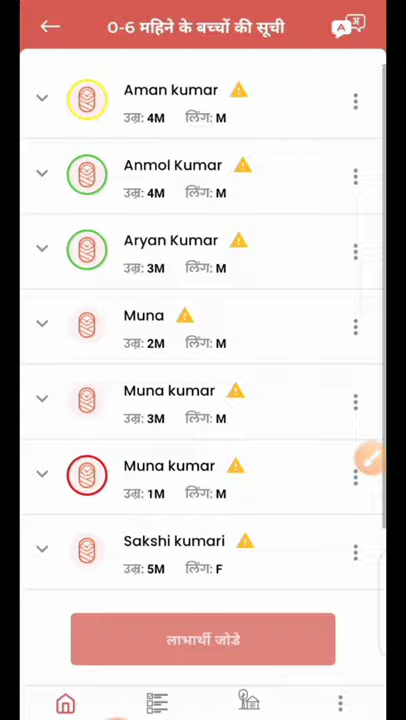 0-6 महिने के बच्चों की सूची
Aman kumar
उम्र: 4M लिंग: M
Anmol Kumar
उम्र: 4M लिंग: M
Aryan Kumar
उम्र: 3M लिंग: M
Muna
उम्र: 2M लिंग: M
Muna kumar
उम्र: 3M लिंग: M
Muna kumar
उम्र: 1M लिंग: M
Sakshi kumari
उम्र: 5M लिंग: F
लाभार्थी जोडे